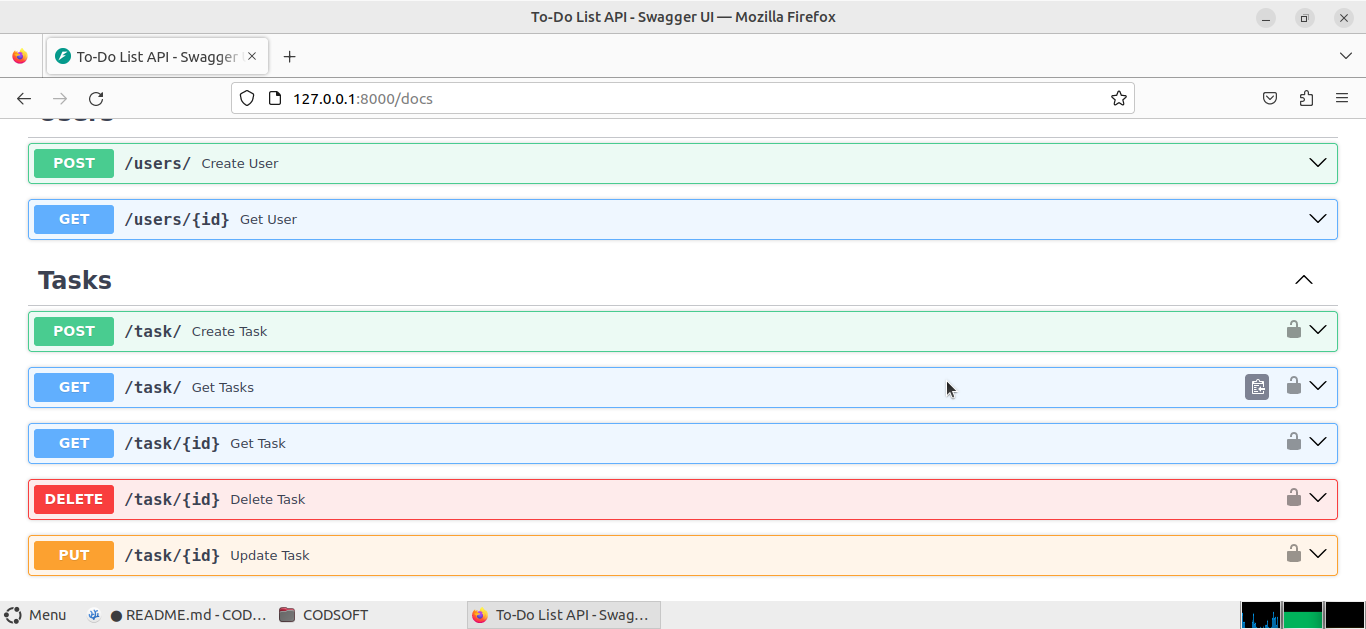 To-Do List API - Swagger UI — Mozilla Firefox
To-Do List API - Swagger
127.0.0.1:8000/docs
Users
POST /users/ Create User
GET /users/{id} Get User
Tasks
POST /task/ Create Task
GET /task/ Get Tasks
GET /task/{id} Get Task
DELETE /task/{id} Delete Task
PUT /task/{id} Update Task
Menu ● README.md - COD... CODSOFT To-Do List API - Swag...